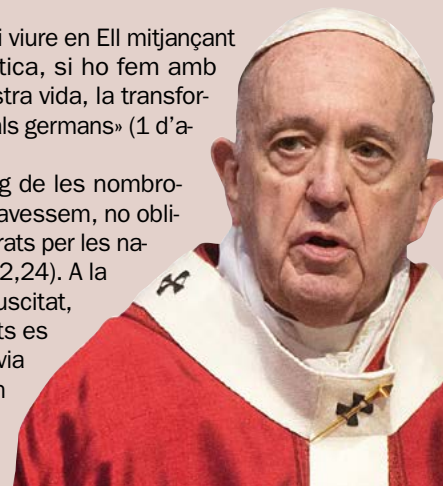 i viure en Ell mitjançant
tica, si ho fem amb
stra vida, la transfor-
als germans» (1 d’a-
g de les nombro-
avessem, no obli-
rats per les na-
2,24). A la
uscitat,
ts es
via
n